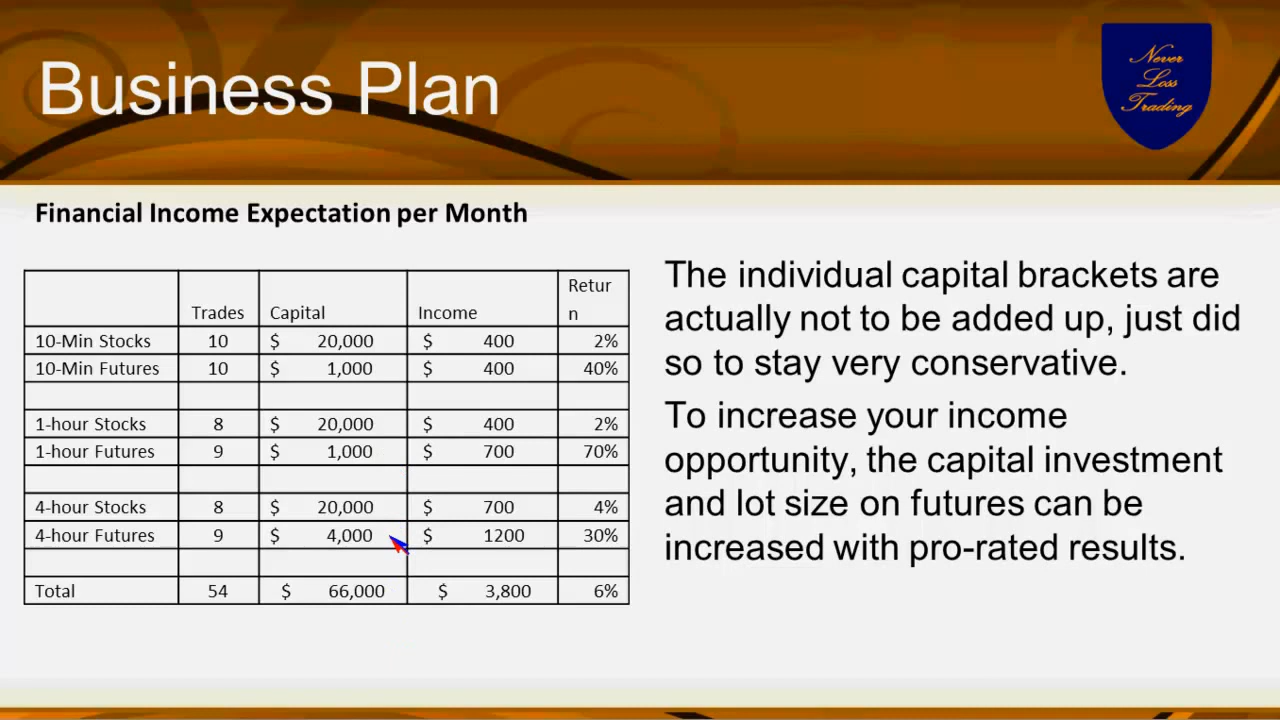 Business Plan
Never
Loss
Trading
Financial Income Expectation per Month
Trades Capital Income Retur
n
10-Min Stocks 10 $ 20,000 $ 400 2%
10-Min Futures 10 $ 1,000 $ 400 40%
1-hour Stocks 8 $ 20,000 $ 400 2%
1-hour Futures 9 $ 1,000 $ 700 70%
4-hour Stocks 8 $ 20,000 $ 700 4%
4-hour Futures 9 $ 4,000 $ 1200 30%
Total 54 $ 66,000 $ 3,800 6%
The individual capital brackets are
actually not to be added up, just did
so to stay very conservative.
To increase your income
opportunity, the capital investment
and lot size on futures can be
increased with pro-rated results.